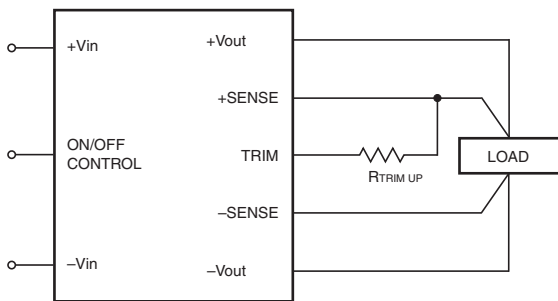 +Vin
+Vout
+SENSE
ON/OFF
CONTROL
TRIM
RTRIM UP
LOAD
–SENSE
–Vin
–Vout